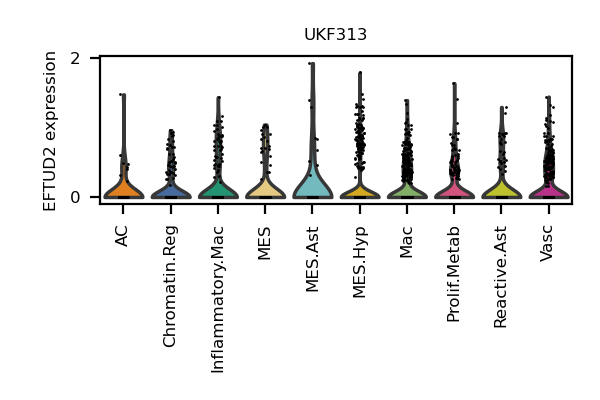 UKF313
EFTUD2 expression
2
0
AC
Chromatin.Reg
Inflammatory.Mac
MES
MES.Ast
MES.Hyp
Mac
Prolif.Metab
Reactive.Ast
Vasc